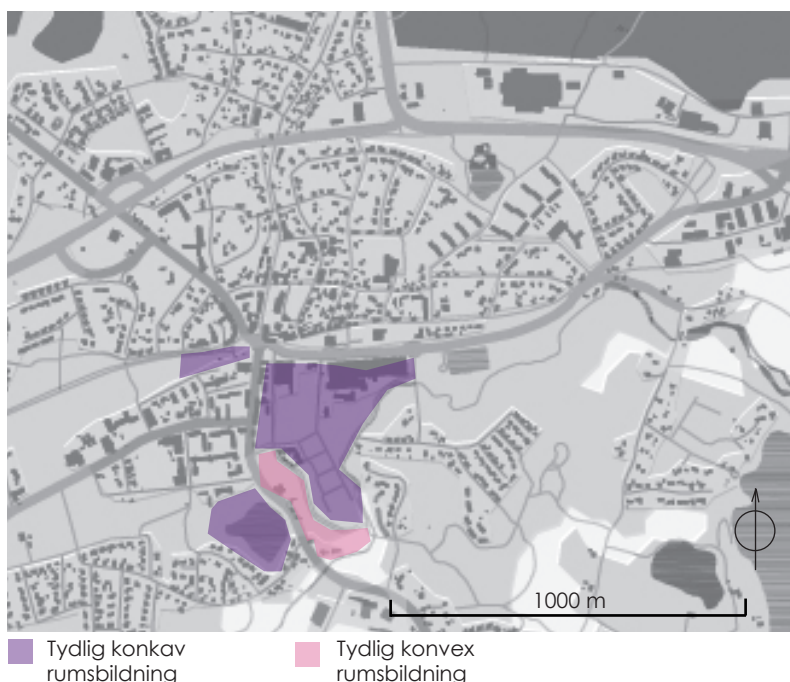 1000 m
Tydlig konkav
rumsbildning
Tydlig konvex
rumsbildning